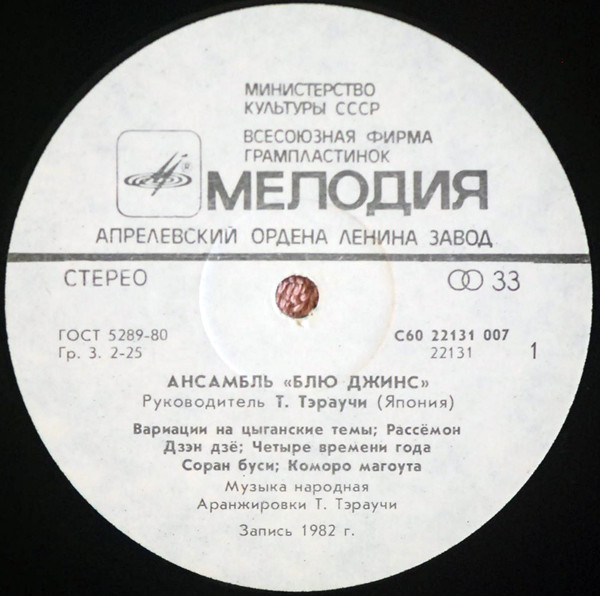 МИНИСТЕРСТВО
КУЛЬТУРЫ СССР
ВСЕСОЮЗНАЯ ФИРМА
ГРАМПЛАСТИНОК
МЕЛОДИЯ
АПРЕЛЕВСКИЙ ОРДЕНА ЛЕНИНА ЗАВОД
СТЕРЕО 33
ГОСТ 5289-80 С60 22131 007
Гр. 3. 2-25 22131 1
АНСАМБЛЬ «БЛЮ ДЖИНС»
Руководитель Т. Тэраучи (Япония)
Вариации на цыганские темы; Рассёмон
Дзэн дзё; Четыре времени года
Соран буси; Коморо магоута
Музыка народная
Аранжировки Т. Тэраучи
Запись 1982 г.